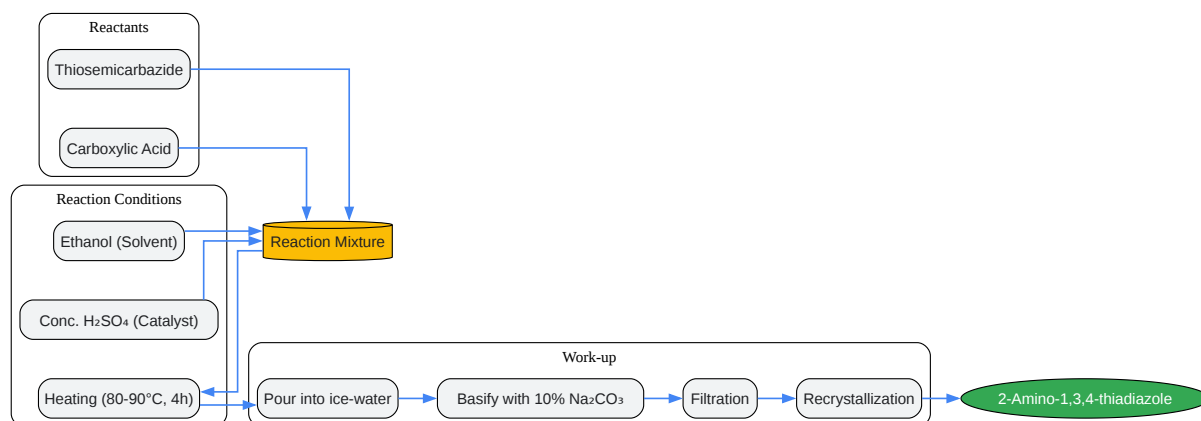 Reactants
Thiosemicarbazide
Carboxylic Acid
Reaction Conditions
Ethanol (Solvent)
Reaction Mixture
Conc. H₂SO₄ (Catalyst)
Work-up
Heating (80-90°C, 4h)
Pour into ice-water
Basify with 10% Na₂CO₃
Filtration
Recrystallization
2-Amino-1,3,4-thiadiazole